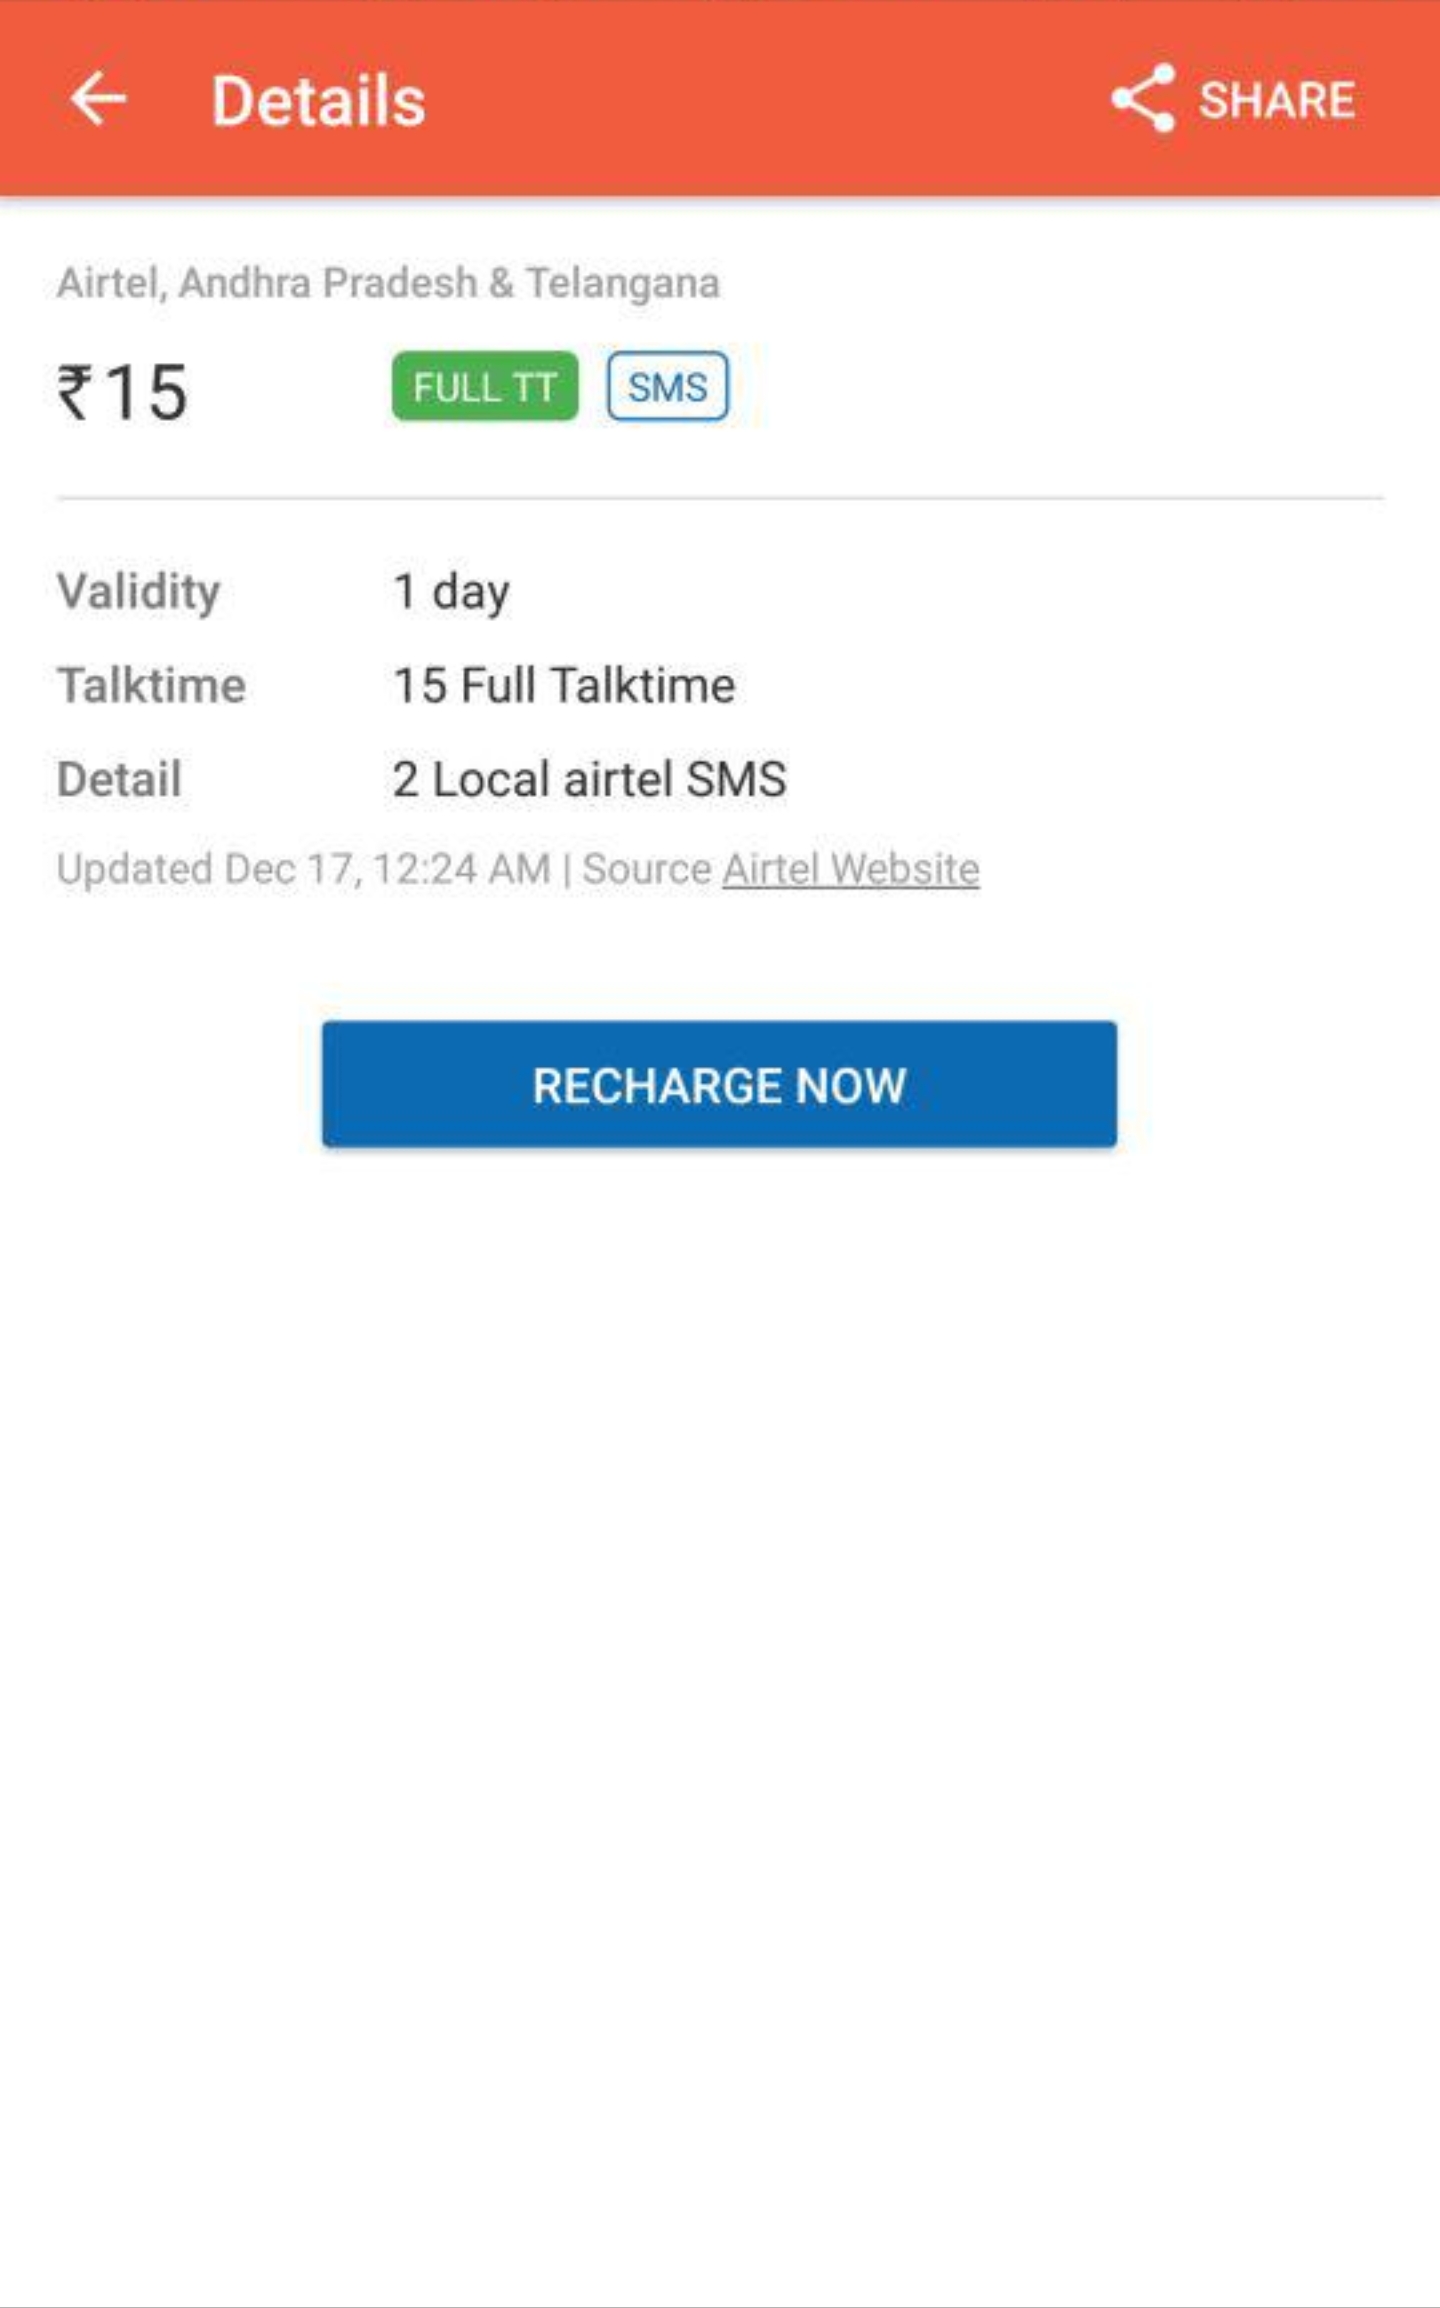 Details
SHARE
Airtel, Andhra Pradesh & Telangana
₹15 FULL TT SMS
Validity 1 day
Talktime 15 Full Talktime
Detail 2 Local airtel SMS
Updated Dec 17, 12:24 AM | Source Airtel Website
RECHARGE NOW